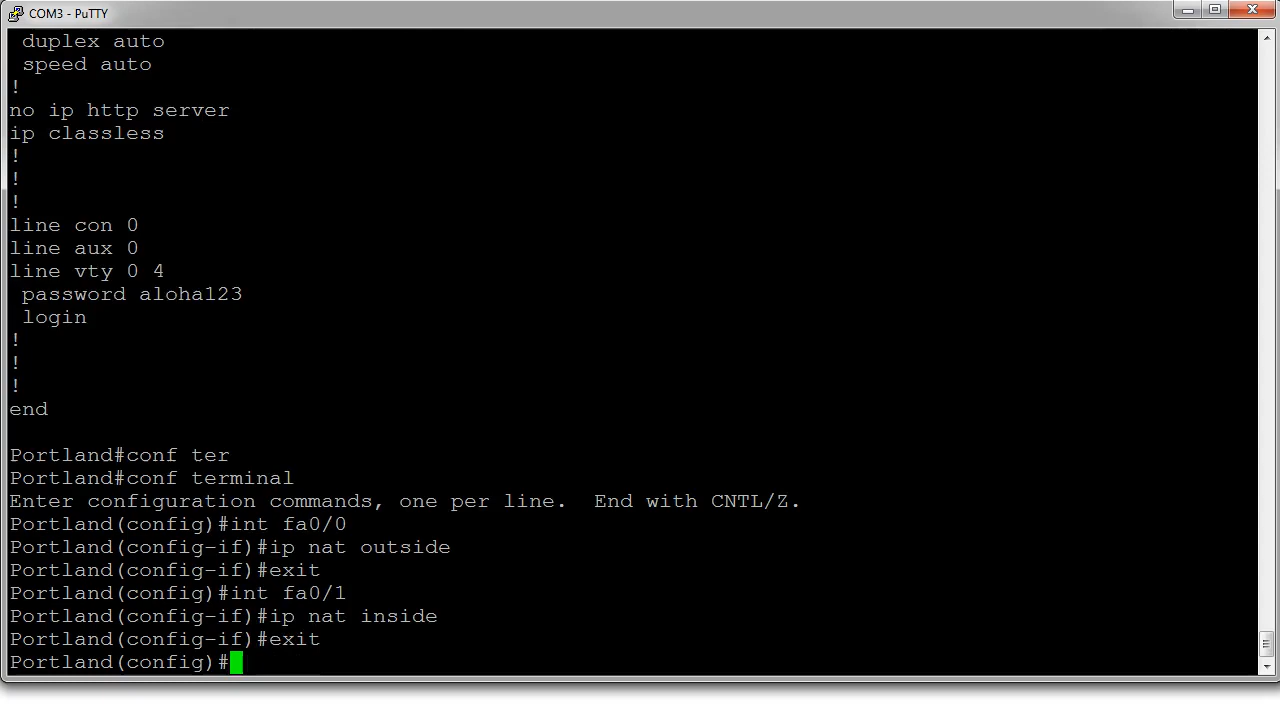 COM3 - PuTTY
duplex auto
speed auto
!
no ip http server
ip classless
!
!
!
line con 0
line aux 0
line vty 0 4
password aloha123
login
!
!
!
end
Portland#conf ter
Portland#conf terminal
Enter configuration commands, one per line.  End with CNTL/Z.
Portland(config)#int fa0/0
Portland(config-if)#ip nat outside
Portland(config-if)#exit
Portland(config)#int fa0/1
Portland(config-if)#ip nat inside
Portland(config-if)#exit
Portland(config)#